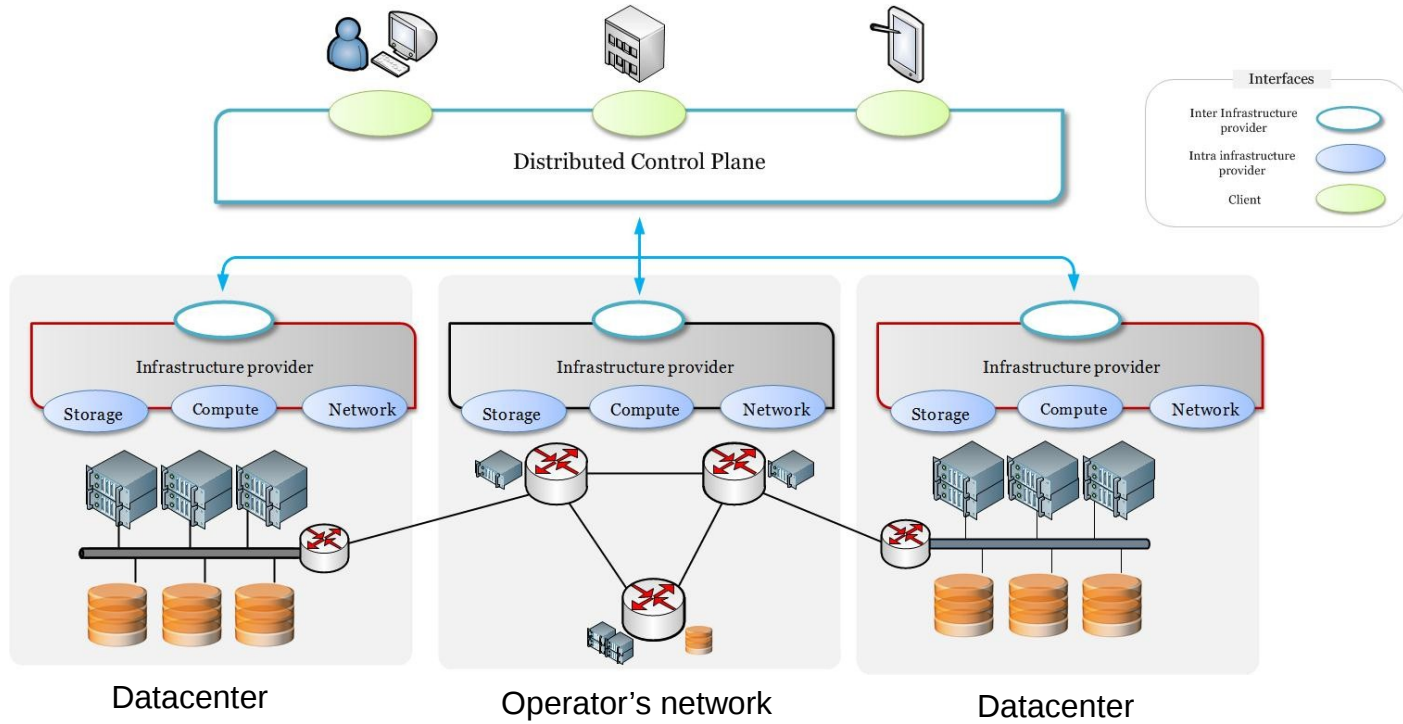 Interfaces
Inter Infrastructure
provider
Intra infrastructure
provider
Client
Distributed Control Plane
Infrastructure provider
Storage
Compute
Network
Infrastructure provider
Storage
Compute
Network
Infrastructure provider
Storage
Compute
Network
Datacenter
Operator’s network
Datacenter